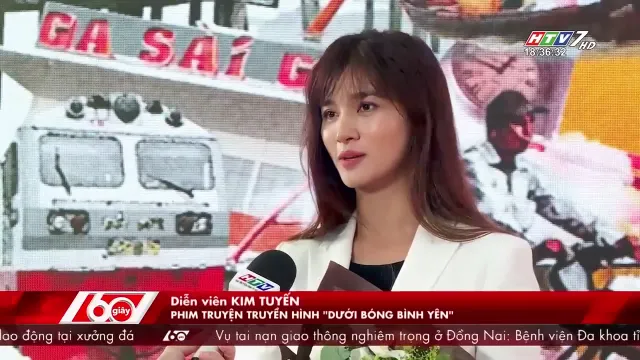 GA SÀI G
HTV7 HD
18:36:32
HTV
60 giây
Diễn viên KIM TUYẾN
PHIM TRUYỆN TRUYỀN HÌNH "DƯỚI BÓNG BÌNH YÊN"
lao động tại xưởng đá Vụ tai nạn giao thông nghiêm trọng ở Đồng Nai: Bệnh viện Đa khoa tỉ